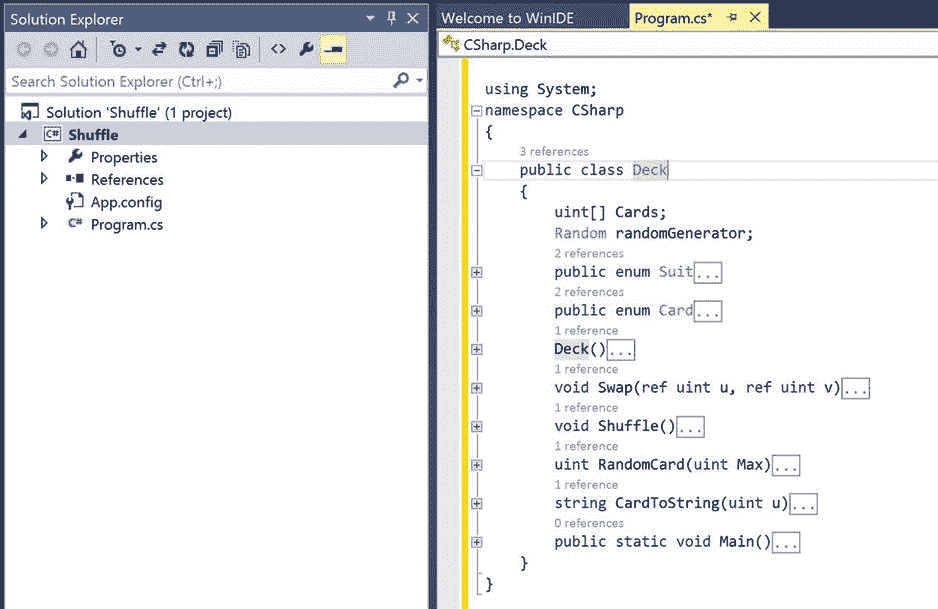 Solution Explorer
Search Solution Explorer (Ctrl+;)
Solution 'Shuffle' (1 project)
C# Shuffle
Properties
References
App.config
C# Program.cs
Welcome to WinIDE
Program.cs*
CSharp.Deck
using System;
namespace CSharp
{
3 references
public class Deck
{
uint[] Cards;
Random randomGenerator;
2 references
public enum Suit...
2 references
public enum Card...
1 reference
Deck()...
1 reference
void Swap(ref uint u, ref uint v)...
1 reference
void Shuffle()...
1 reference
uint RandomCard(uint Max)...
1 reference
string CardToString(uint u)...
0 references
public static void Main()...
}
}